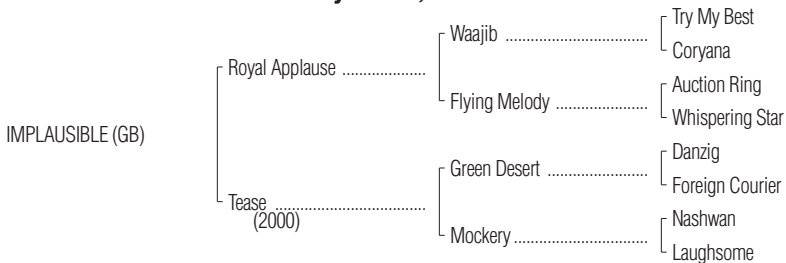 Try My Best
Waajib
Coryana
Royal Applause
Auction Ring
Flying Melody
Whispering Star
IMPLAUSIBLE (GB)
Danzig
Green Desert
Foreign Courier
Tease
(2000)
Nashwan
Mockery
Laughsome